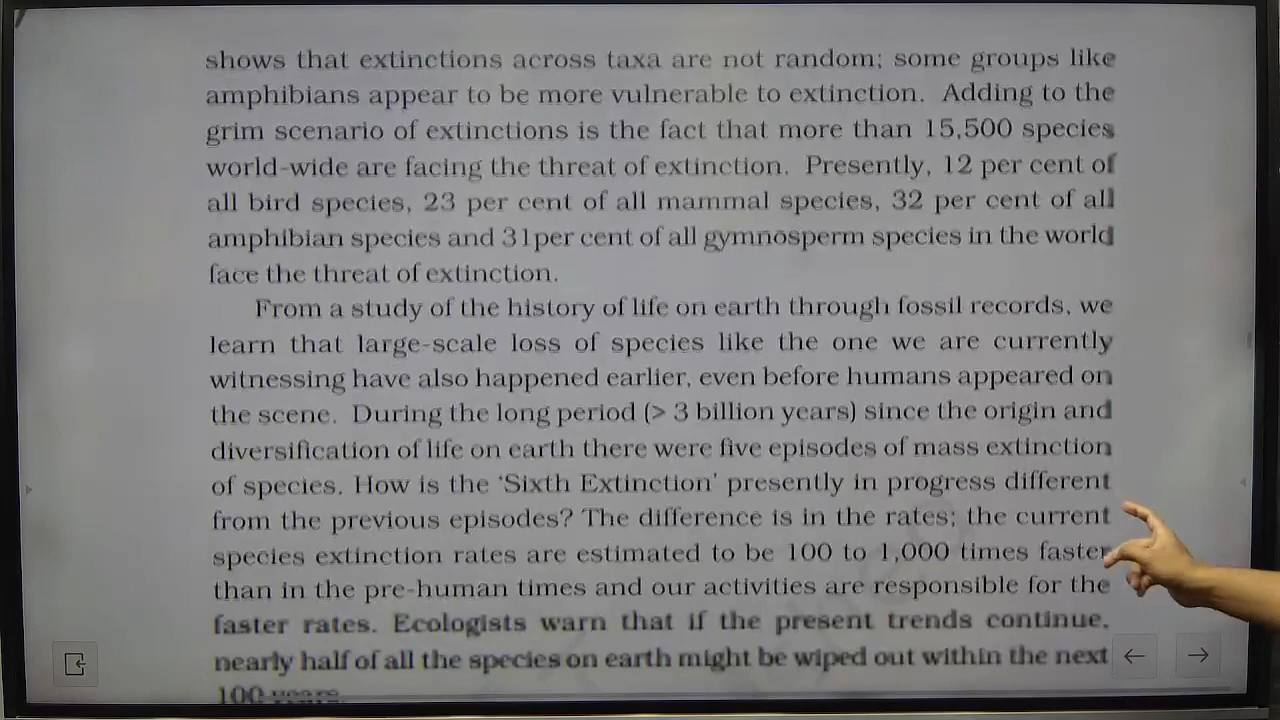 shows that extinctions across taxa are not random; some groups like
amphibians appear to be more vulnerable to extinction. Adding to the
grim scenario of extinctions is the fact that more than 15,500 species
world-wide are facing the threat of extinction. Presently, 12 per cent of
all bird species, 23 per cent of all mammal species, 32 per cent of all
amphibian species and 31per cent of all gymnosperm species in the world
face the threat of extinction.
From a study of the history of life on earth through fossil records, we
learn that large-scale loss of species like the one we are currently
witnessing have also happened earlier, even before humans appeared on
the scene. During the long period (> 3 billion years) since the origin and
diversification of life on earth there were five episodes of mass extinction
of species. How is the ‘Sixth Extinction’ presently in progress different
from the previous episodes? The difference is in the rates; the current
species extinction rates are estimated to be 100 to 1,000 times faster
than in the pre-human times and our activities are responsible for the
faster rates. Ecologists warn that if the present trends continue,
nearly half of all the species on earth might be wiped out within the next
100 years.